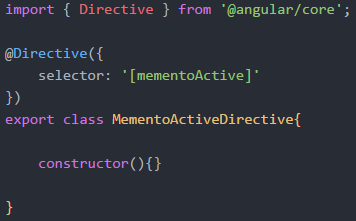 import { Directive } from '@angular/core';
@Directive({
    selector: '[mementoActive]'
})
export class MementoActiveDirective{
    constructor(){}
}